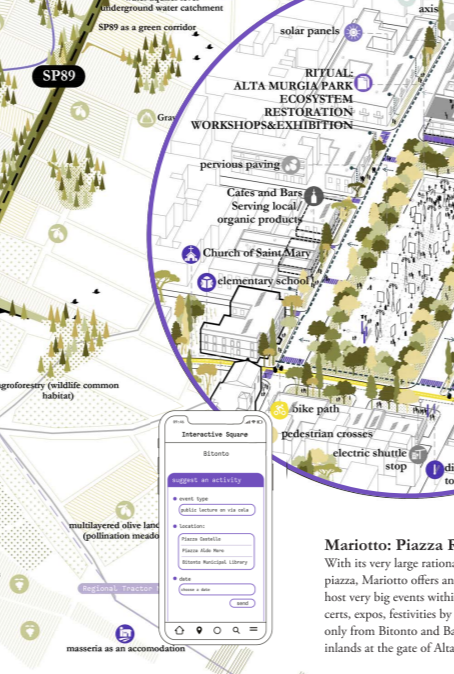 underground water catchment
SP89 as a green corridor
SP89
axis
solar panels
RITUAL:
ALTA MURGIA PARK
ECOSYSTEM
RESTORATION
WORKSHOPS&EXHIBITION
pervious paving
Cafes and Bars
Serving local/
organic products
Church of Saint Mary
elementary school
agroforestry (wildlife common
habitat)
bike path
pedestrian crosses
electric shuttle
stop
Interactive Square
Bitonto
suggest an activity
event type
public lecture on via cela
location:
Piazza Castello
Piazza Aldo Moro
Bitonto Municipal Library
date
choose a date
send
multilayered olive land
(pollination meado
Regional Tractor
masseria as an accomodation
Mariotto: Piazza R
With its very large rationa
piazza, Mariotto offers an
host very big events within
certs, expos, festivities by
only from Bitonto and Ba
inlands at the gate of Alta